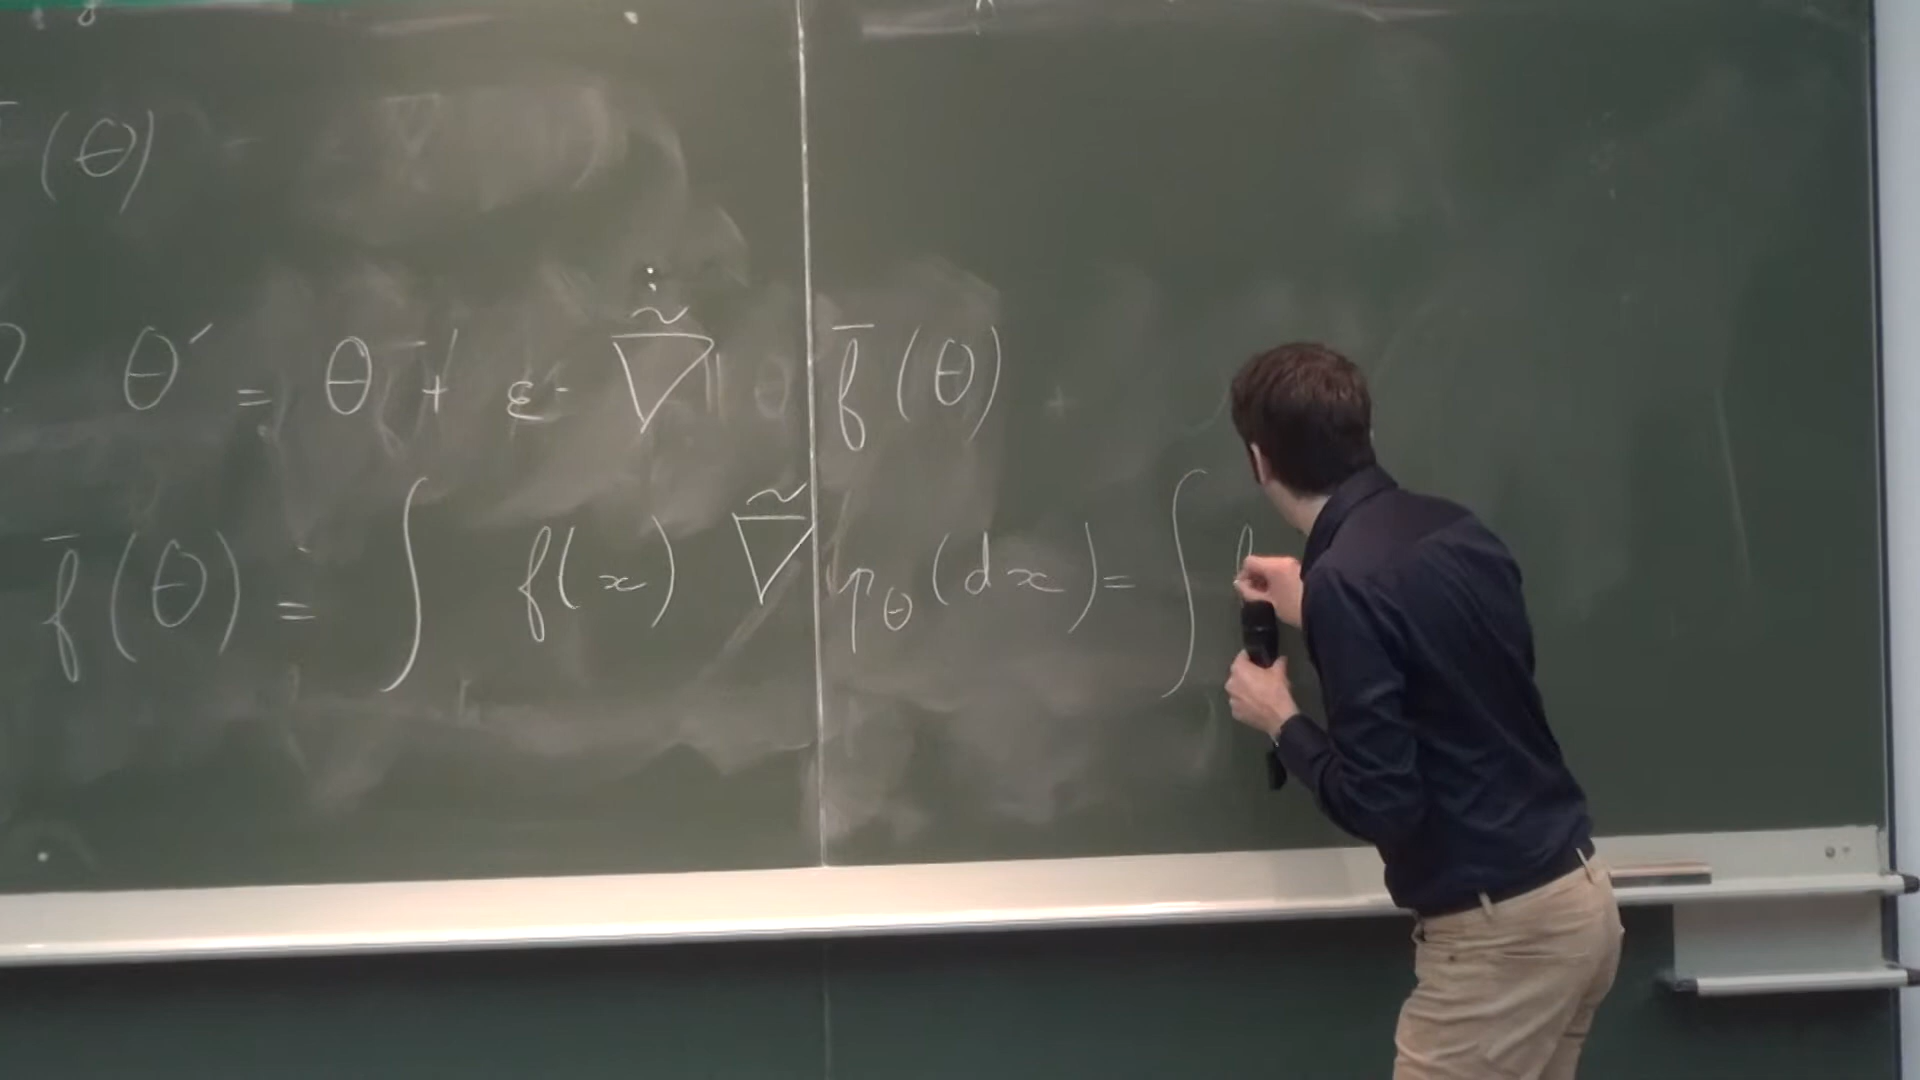 (θ)
? θ′ = θ + ε ∇̃ f̄(θ)
f̄(θ) = ∫ f(x) ∇̃ p_θ(dx) = ∫